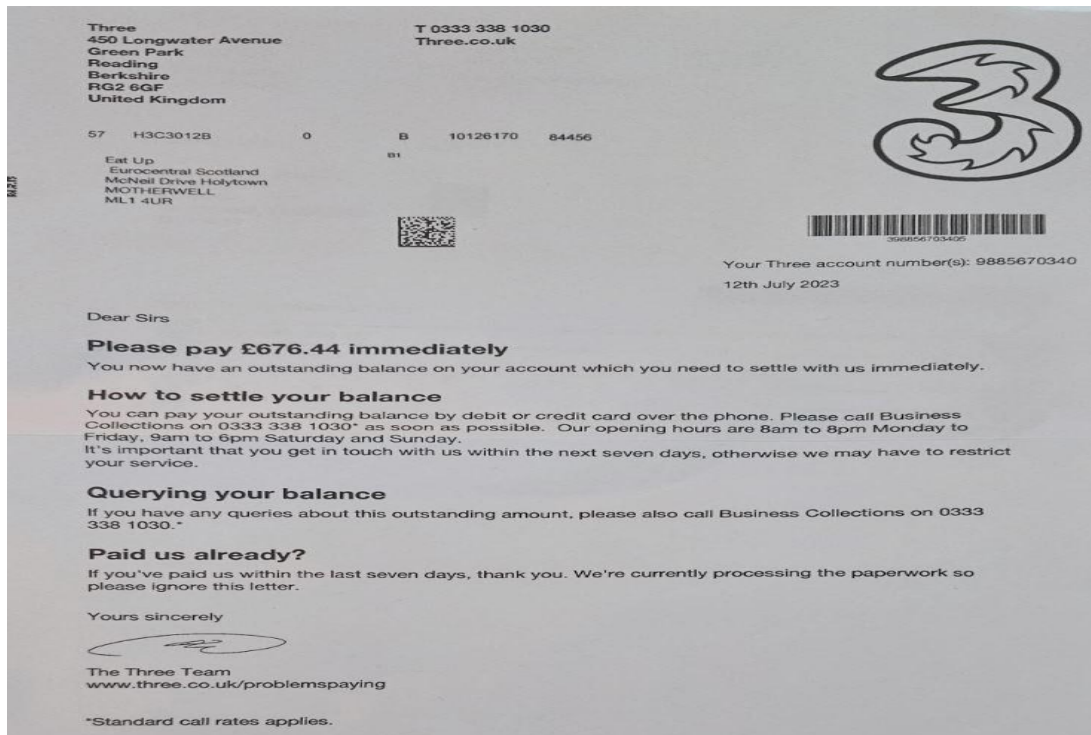 Three
450 Longwater Avenue
Green Park
Reading
Berkshire
RG2 6GF
United Kingdom
T 0333 338 1030
Three.co.uk
57 H3C3012B 0 B 10126170 84456
B1
Eat Up
Eurocentral Scotland
McNeil Drive Holytown
MOTHERWELL
ML1 4UR
398856703405
Your Three account number(s): 9885670340
12th July 2023
Dear Sirs
Please pay £676.44 immediately
You now have an outstanding balance on your account which you need to settle with us immediately.
How to settle your balance
You can pay your outstanding balance by debit or credit card over the phone. Please call Business
Collections on 0333 338 1030* as soon as possible. Our opening hours are 8am to 8pm Monday to
Friday, 9am to 6pm Saturday and Sunday.
It's important that you get in touch with us within the next seven days, otherwise we may have to restrict
your service.
Querying your balance
If you have any queries about this outstanding amount, please also call Business Collections on 0333
338 1030.*
Paid us already?
If you've paid us within the last seven days, thank you. We're currently processing the paperwork so
please ignore this letter.
Yours sincerely
The Three Team
www.three.co.uk/problemspaying
*Standard call rates applies.